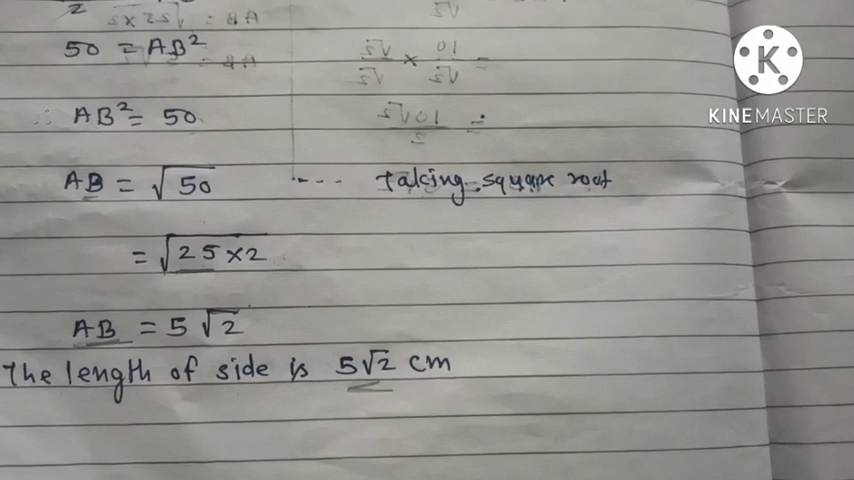 2
50 = AB²
∴ AB² = 50.
AB = √50 ---- Taking square root
= √25×2
AB = 5√2
The length of side is 5√2 cm
K
KINEMASTER